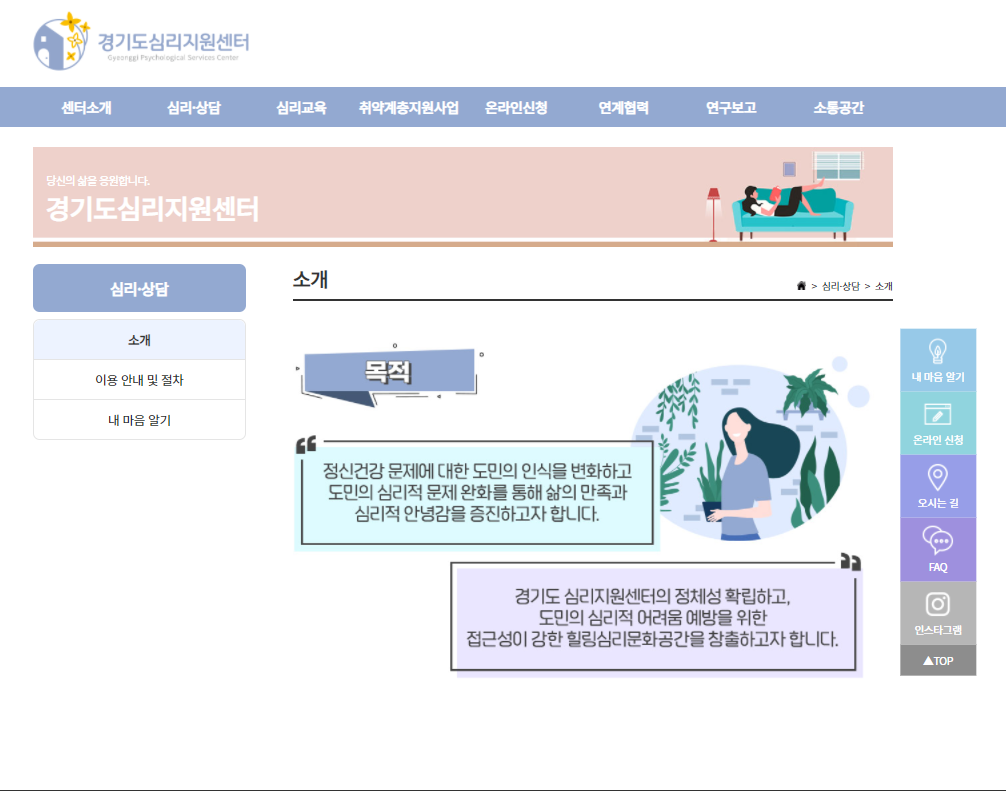 경기도심리지원센터
Gyeonggi Psychological Services Center
센터소개 심리·상담 심리교육 취약계층지원사업 온라인신청 연계협력 연구보고 소통공간
당신의 삶을 응원합니다.
경기도심리지원센터
심리·상담
소개
이용 안내 및 절차
내 마음 알기
소개
> 심리·상담 > 소개
목적
정신건강 문제에 대한 도민의 인식을 변화하고
도민의 심리적 문제 완화를 통해 삶의 만족과
심리적 안녕감을 증진하고자 합니다.
경기도 심리지원센터의 정체성 확립하고,
도민의 심리적 어려움 예방을 위한
접근성이 강한 힐링심리문화공간을 창출하고자 합니다.
내 마음 알기
온라인 신청
오시는 길
FAQ
인스타그램
▲TOP